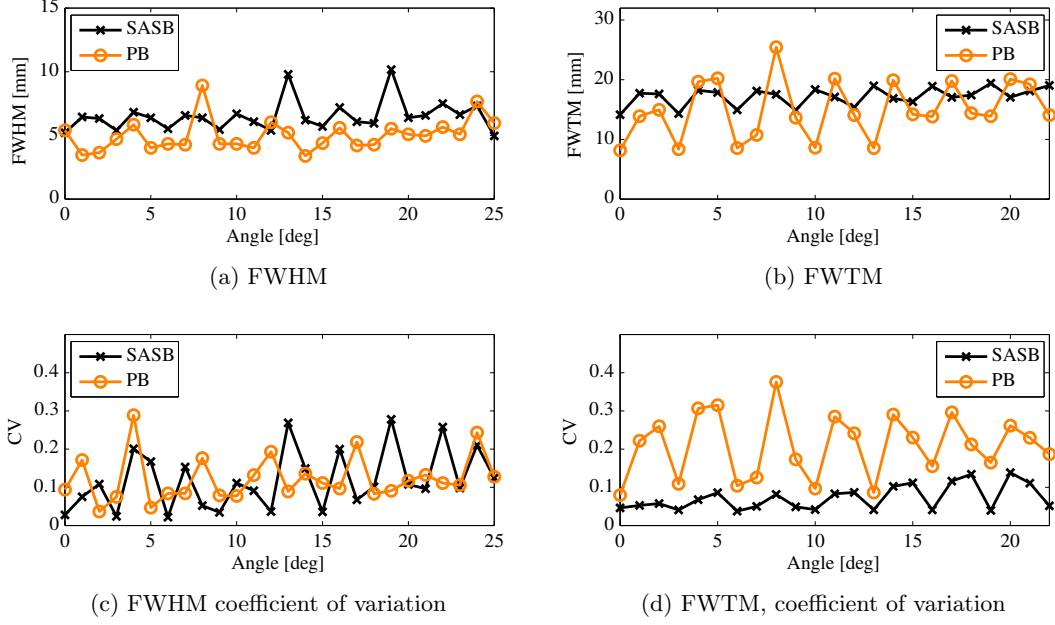 15
10
5
0
FWHM [mm]
SASB
PB
0 5 10 15 20 25
Angle [deg]
(a) FWHM
30
20
10
0
FWTM [mm]
SASB
PB
0 5 10 15 20
Angle [deg]
(b) FWTM
0.4
0.3
0.2
0.1
0
CV
SASB
PB
0 5 10 15 20 25
Angle [deg]
(c) FWHM coefficient of variation
0.4
0.3
0.2
0.1
0
CV
SASB
PB
0 5 10 15 20
Angle [deg]
(d) FWTM, coefficient of variation